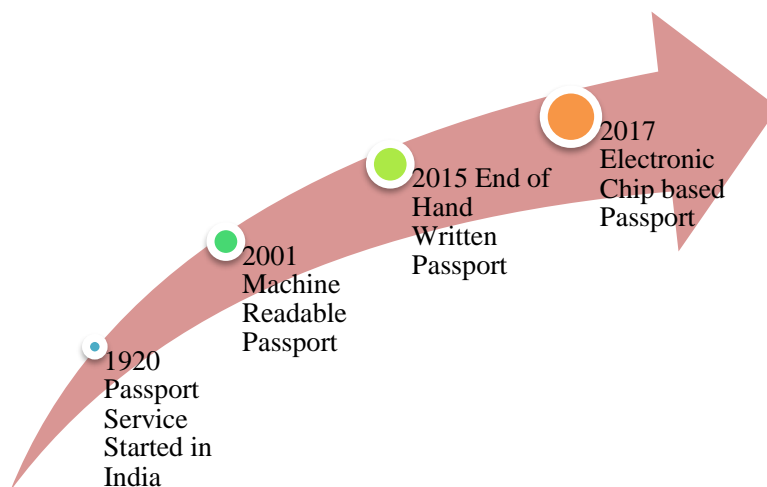 1920
Passport
Service
Started in
India
2001
Machine
Readable
Passport
2015 End of
Hand
Written
Passport
2017
Electronic
Chip based
Passport